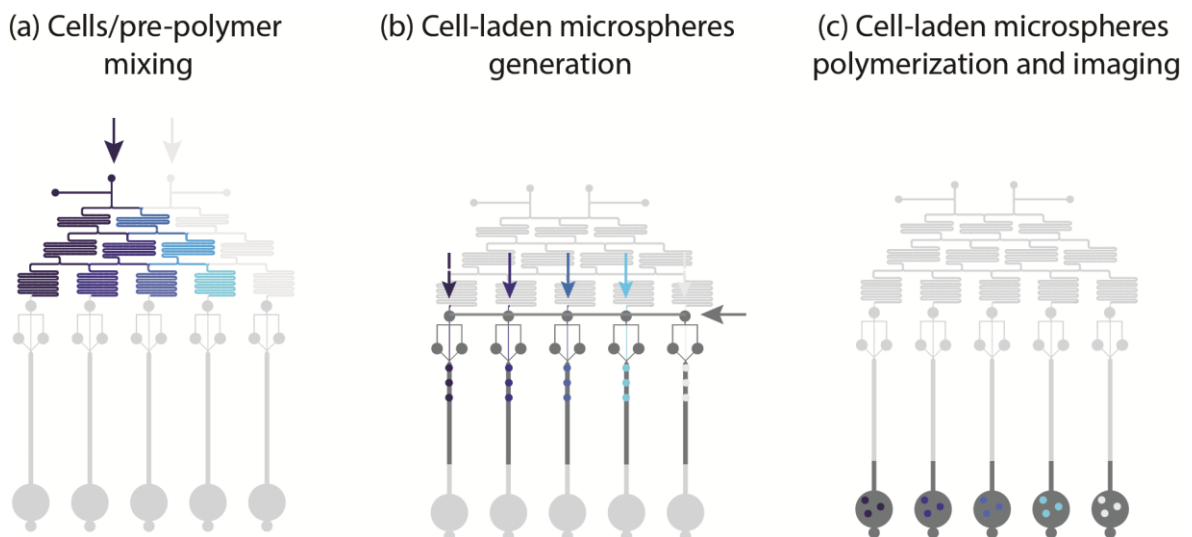 (a) Cells/pre-polymer
mixing
(b) Cell-laden microspheres
generation
(c) Cell-laden microspheres
polymerization and imaging